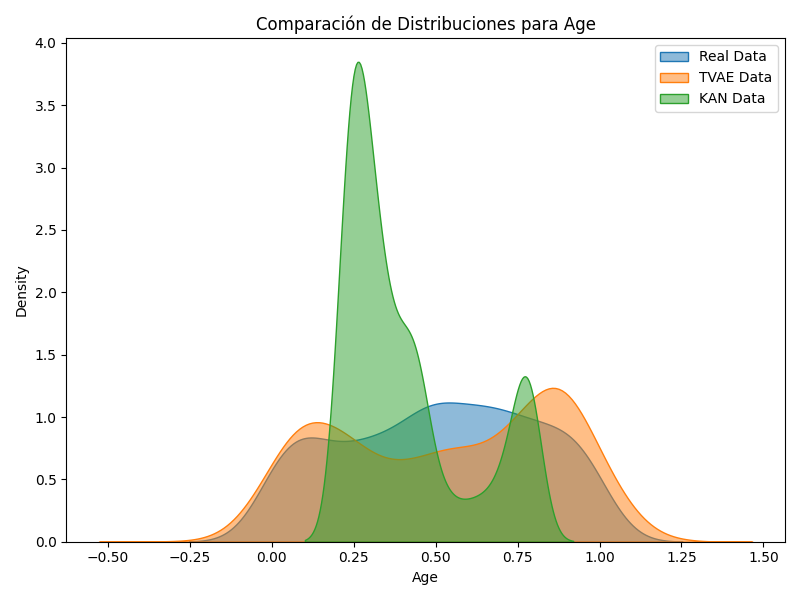 Comparación de Distribuciones para Age
Real Data
TVAE Data
KAN Data
4.0
3.5
3.0
2.5
2.0
1.5
1.0
0.5
0.0
Density
−0.50 −0.25 0.00 0.25 0.50 0.75 1.00 1.25 1.50
Age